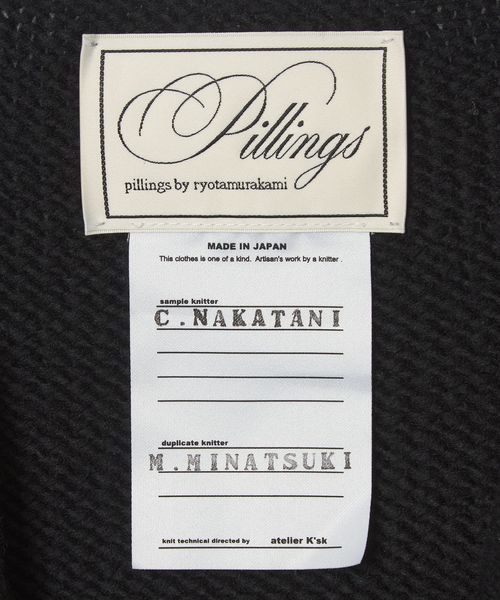 Pillings
pillings by ryotamurakami
MADE IN JAPAN
This clothes is one of a kind. Artisan's work by a knitter .
sample knitter
C.NAKATANI
duplicate knitter
M.MINATSUKI
knit technical directed by atelier K'sk